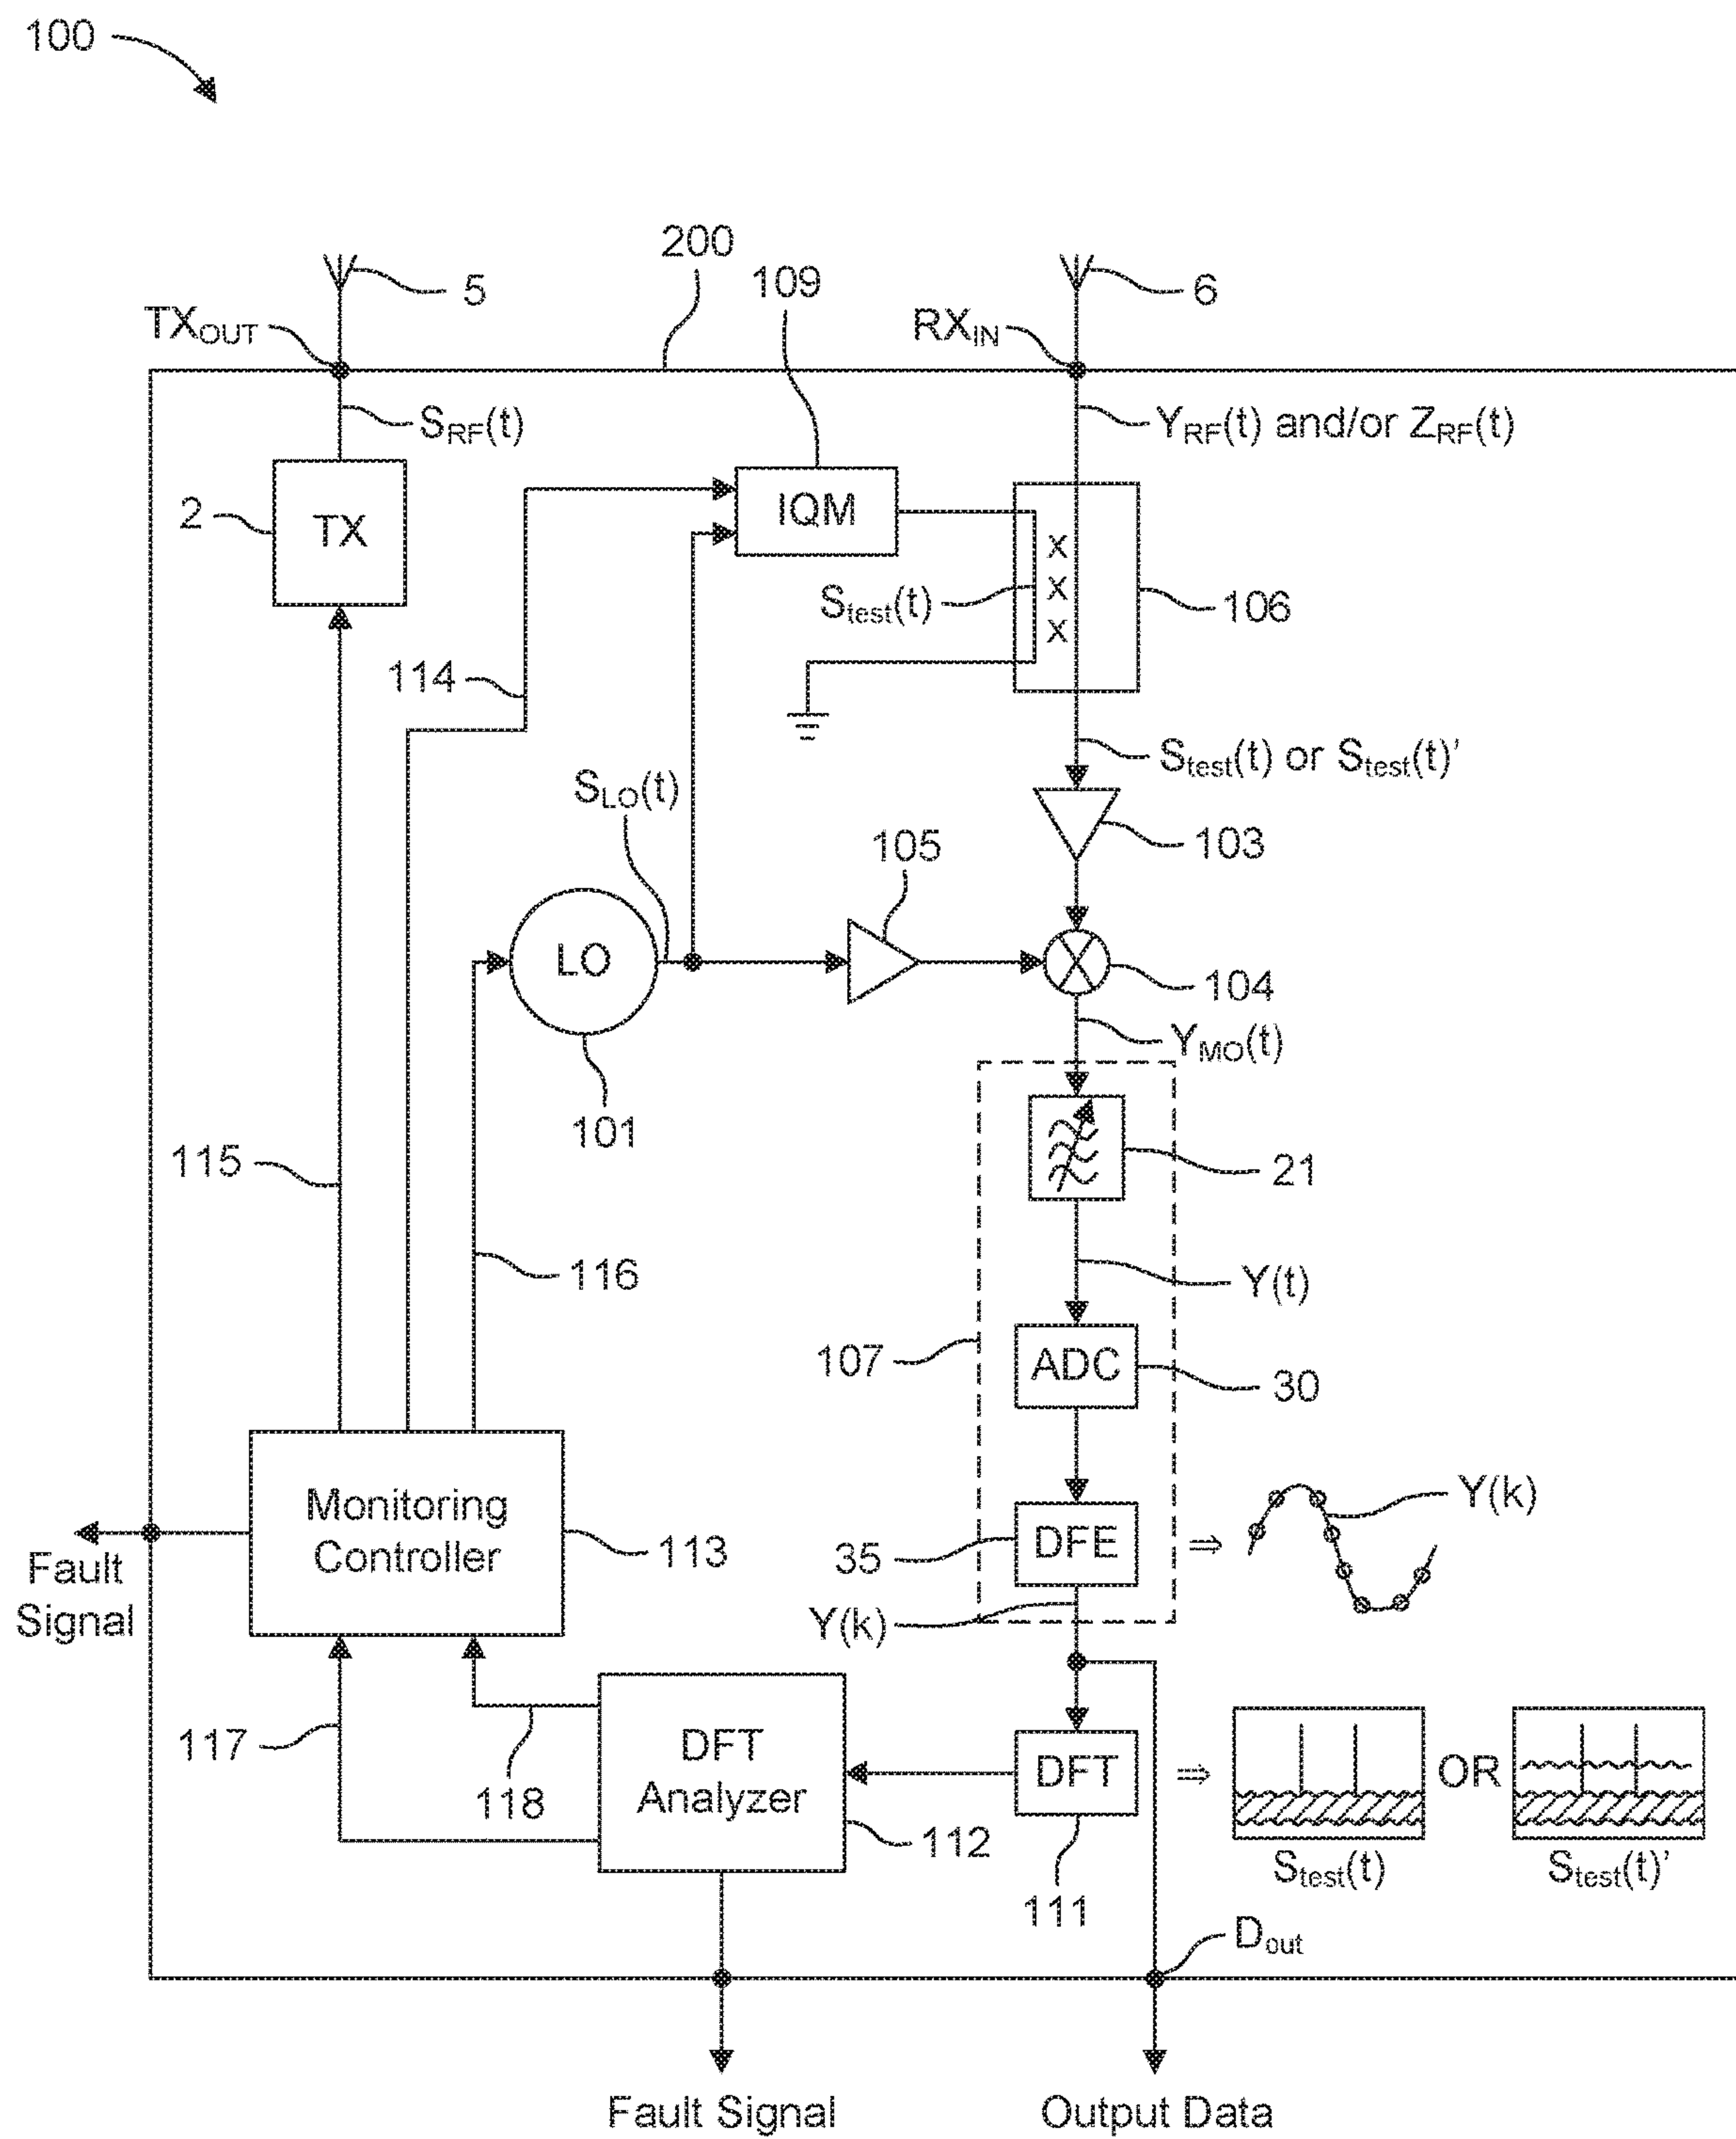 100
200
109
5
6
TXOUT
RXIN
SRF(t)
YRF(t) and/or ZRF(t)
2
TX
IQM
X
X
X
Stest(t)
106
114
Stest(t) or Stest(t)’
SLO(t)
105
103
LO
104
YMO(t)
101
115
21
116
Y(t)
107
ADC
30
Monitoring
Controller
113
Y(k)
35
DFE
⇒
Fault
Signal
Y(k)
117
118
DFT
Analyzer
112
DFT
⇒
OR
111
Stest(t)
Stest(t)’
Dout
Fault Signal
Output Data